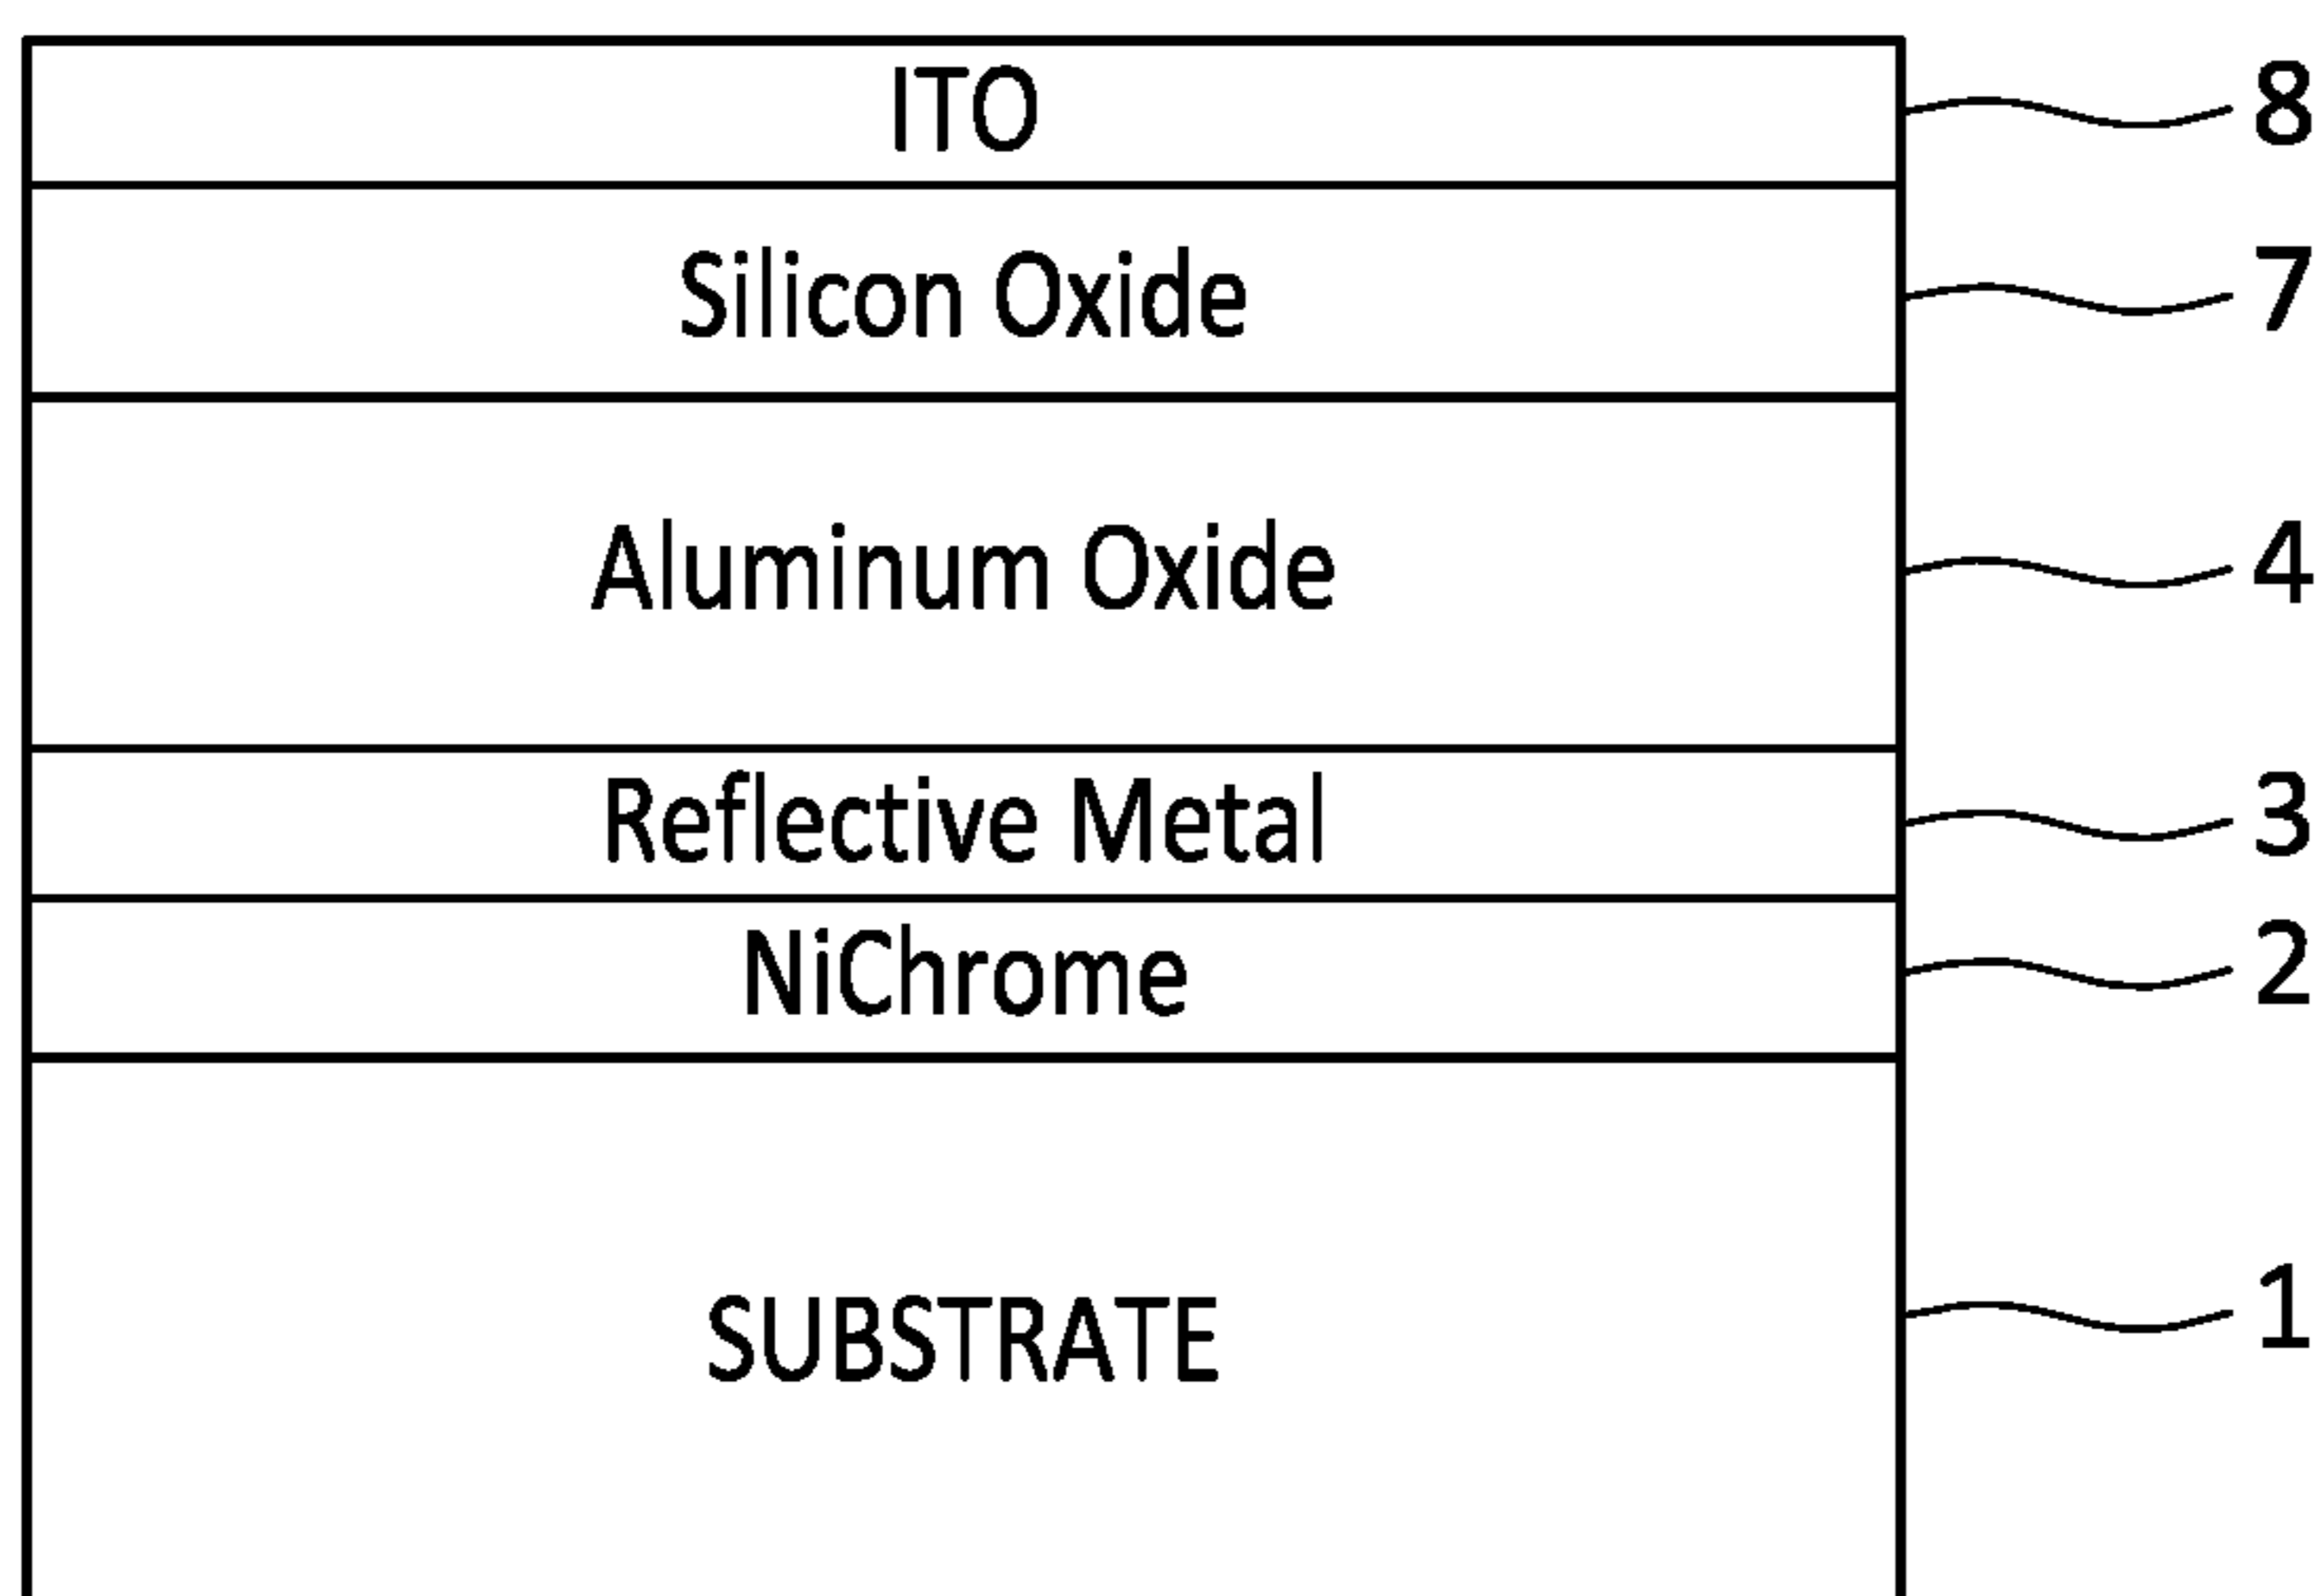 ITO 8
Silicon Oxide 7
Aluminum Oxide 4
Reflective Metal 3
NiChrome 2
SUBSTRATE 1